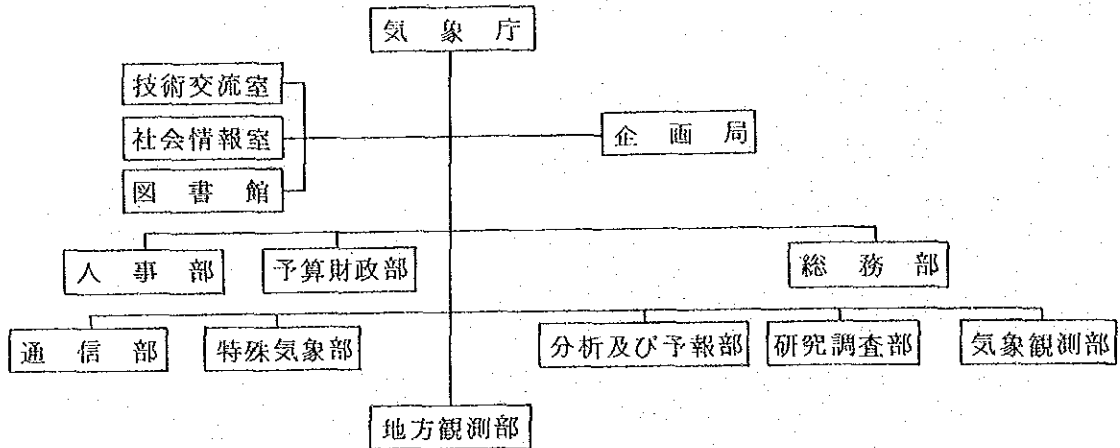 気象庁
技術交流室
社会情報室
企画局
図書館
人事部
予算財政部
総務部
通信部
特殊気象部
分析及び予報部
研究調査部
気象観測部
地方観測部